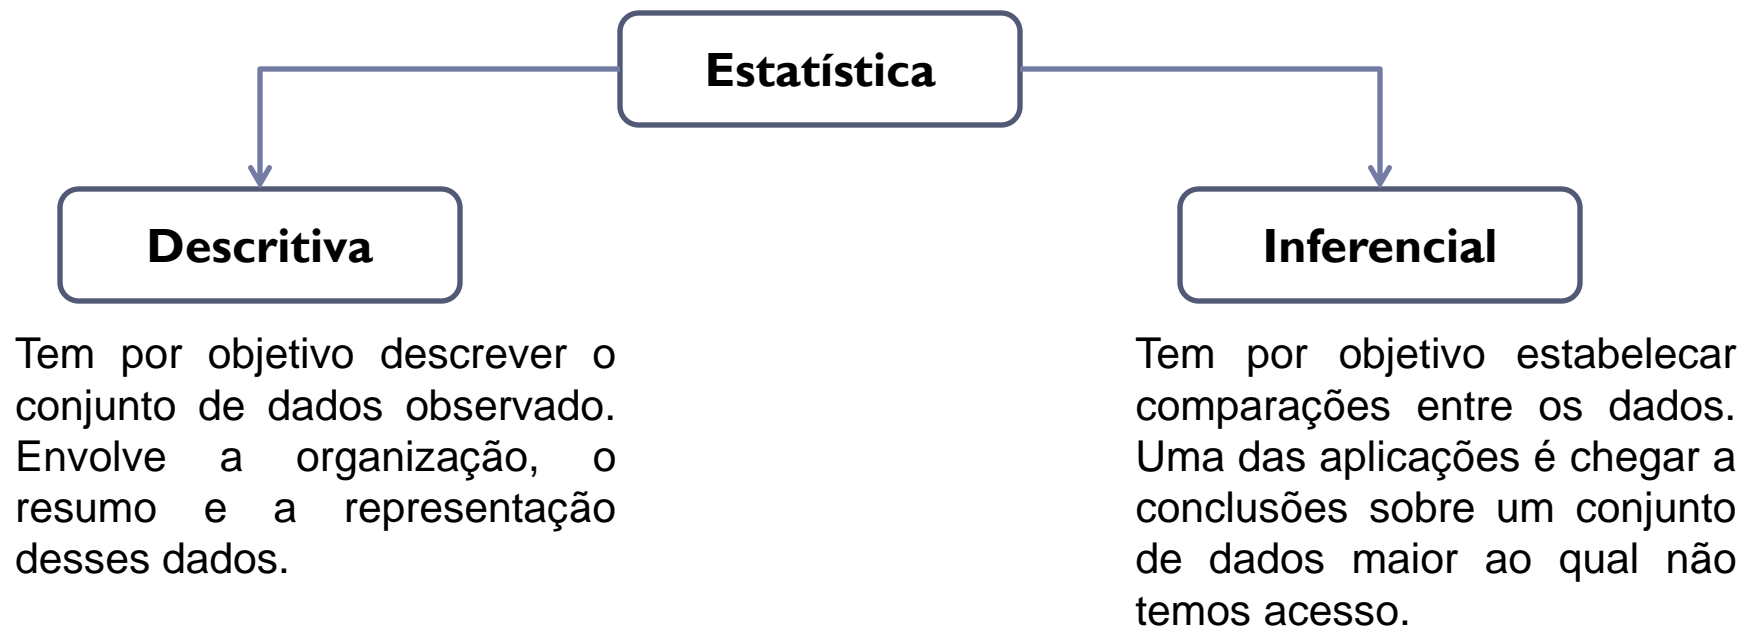 Estatística
Descritiva
Tem por objetivo descrever o
conjunto de dados observado.
Envolve a organização, o
resumo e a representação
desses dados.
Inferencial
Tem por objetivo estabelecar
comparações entre os dados.
Uma das aplicações é chegar a
conclusões sobre um conjunto
de dados maior ao qual não
temos acesso.